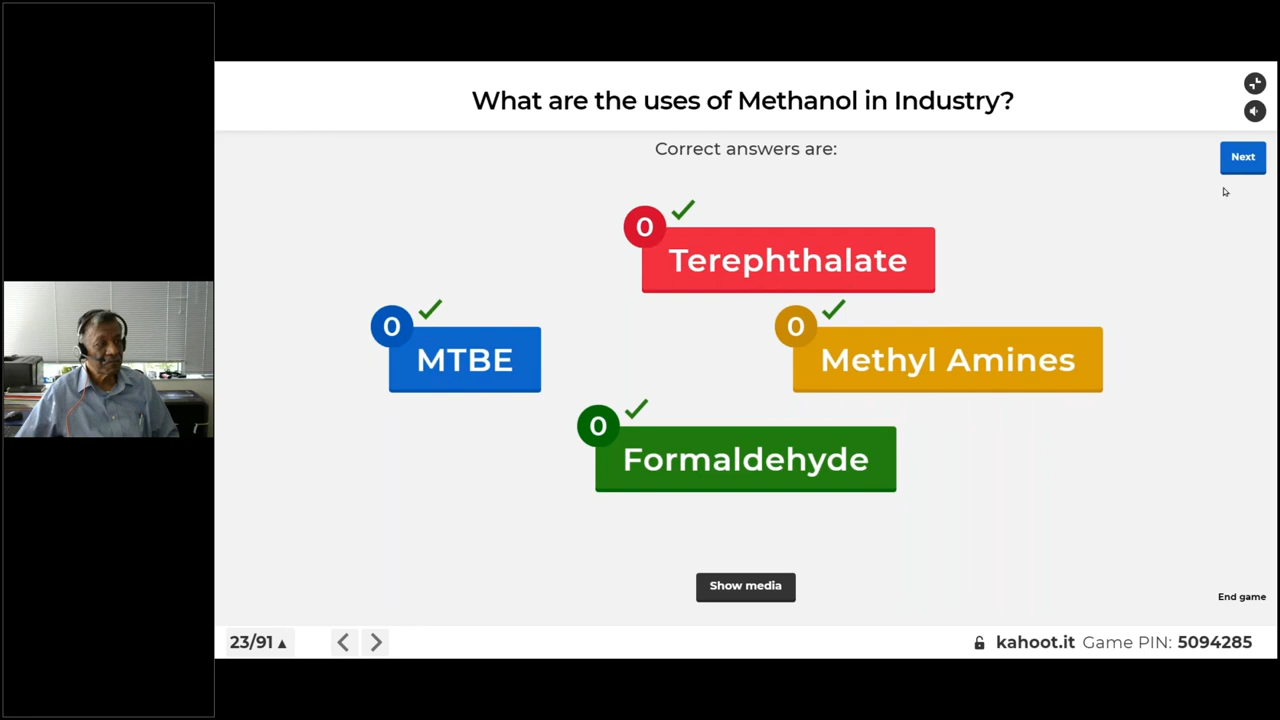 What are the uses of Methanol in Industry?
Correct answers are:
Next
0
Terephthalate
0
MTBE
0
Methyl Amines
0
Formaldehyde
Show media
End game
23/91
kahoot.it Game PIN: 5094285